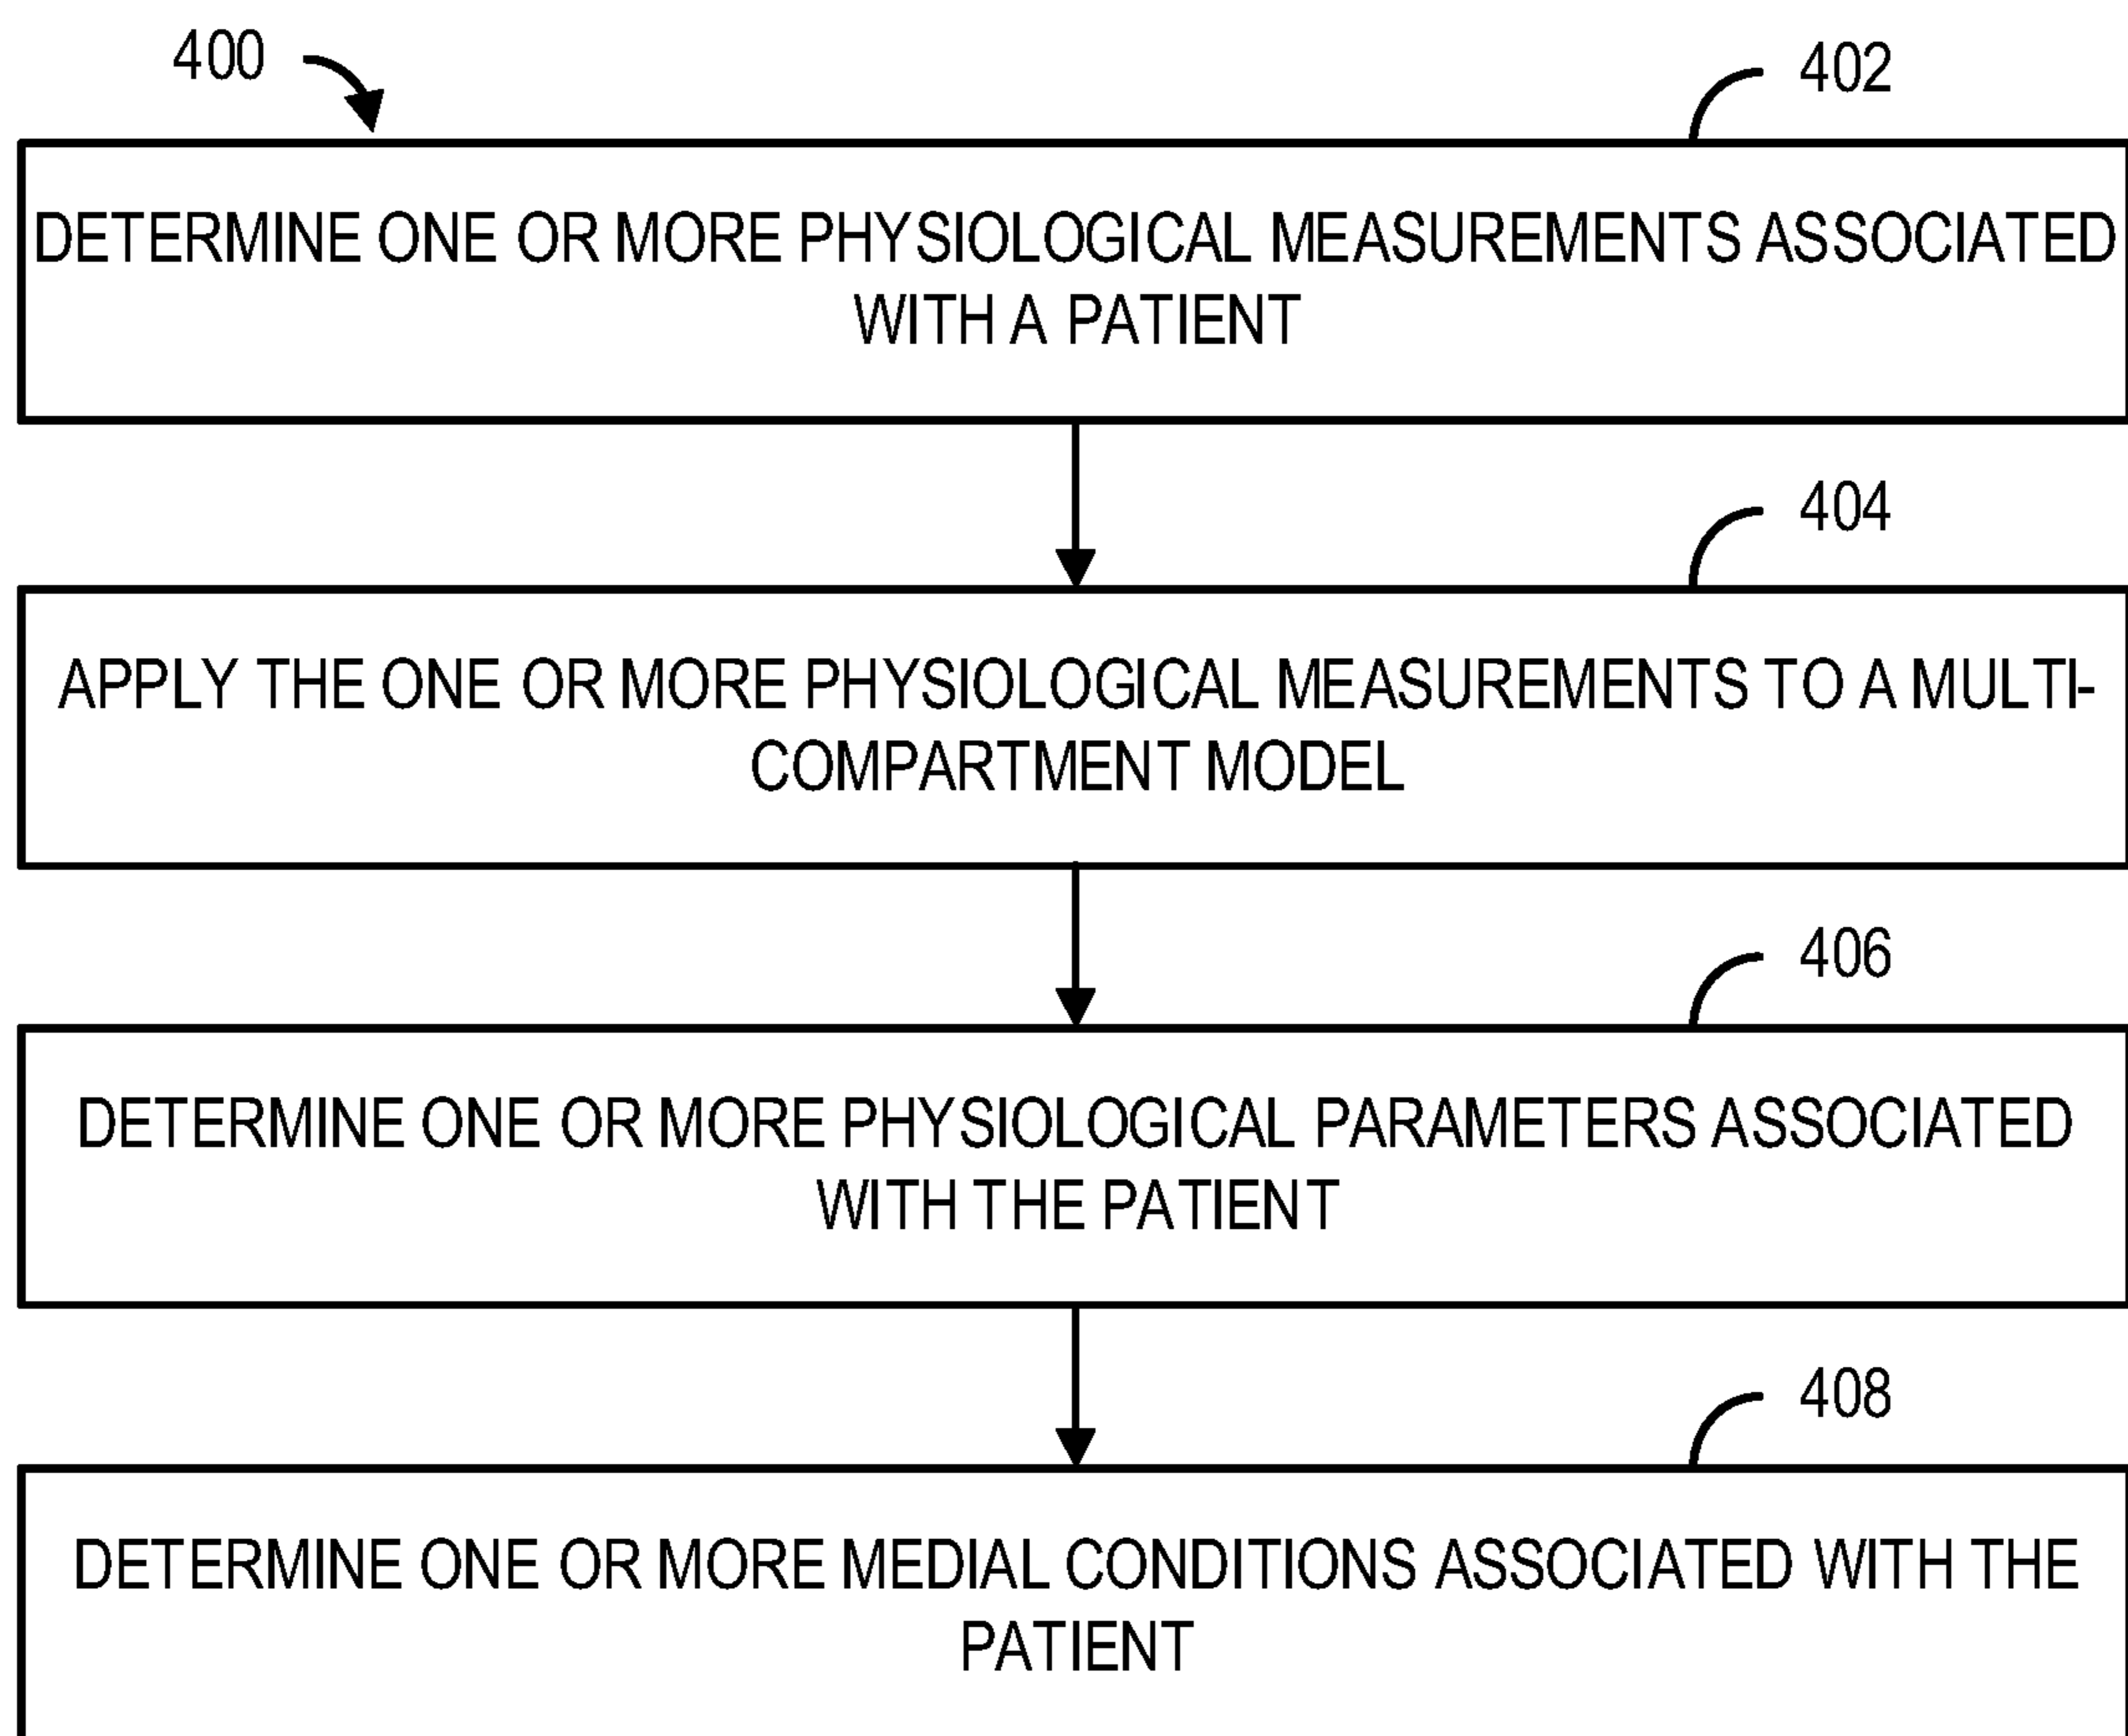 400
402
DETERMINE ONE OR MORE PHYSIOLOGICAL MEASUREMENTS ASSOCIATED
WITH A PATIENT
404
APPLY THE ONE OR MORE PHYSIOLOGICAL MEASUREMENTS TO A MULTI-
COMPARTMENT MODEL
406
DETERMINE ONE OR MORE PHYSIOLOGICAL PARAMETERS ASSOCIATED
WITH THE PATIENT
408
DETERMINE ONE OR MORE MEDIAL CONDITIONS ASSOCIATED WITH THE
PATIENT